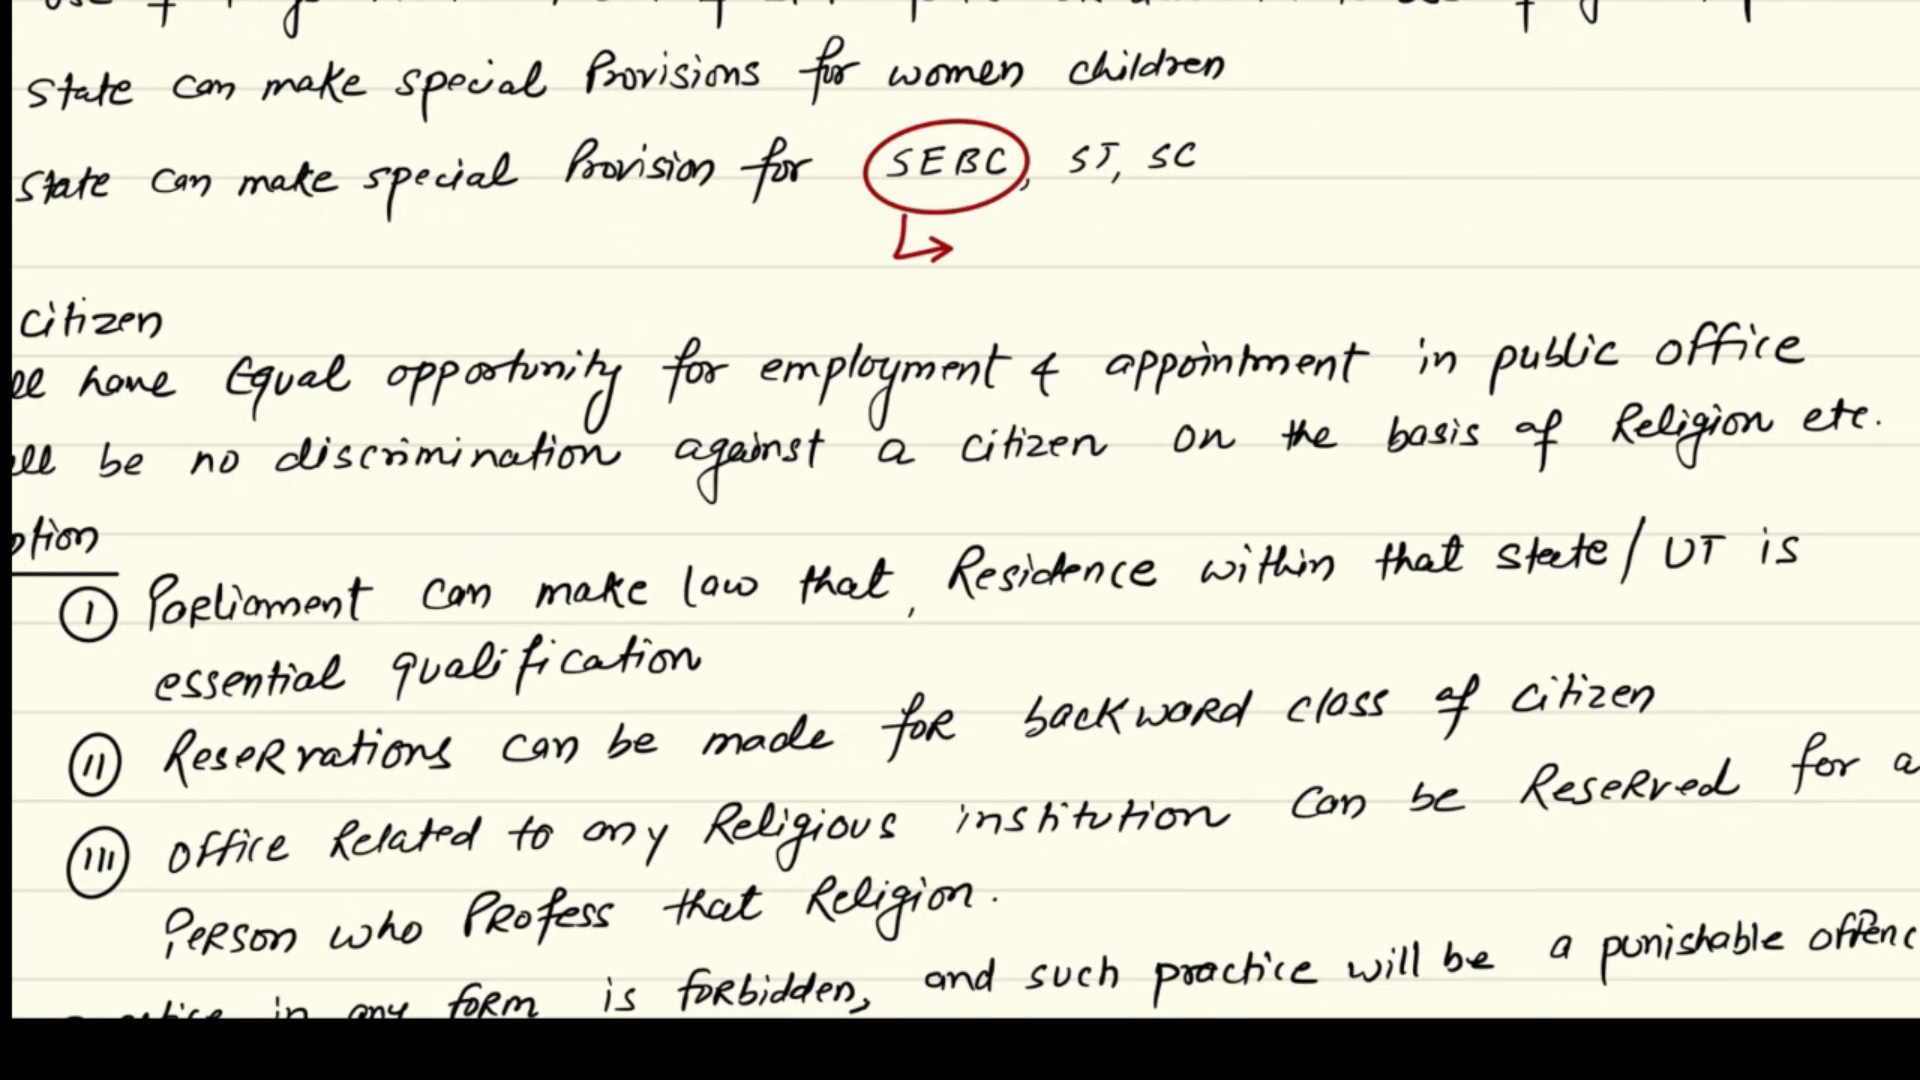 State can make special Provisions for women children
State can make special Provision for SEBC, ST, SC
citizen
have Equal opportunity for employment & appointment in public office
be no discrimination against a citizen on the basis of Religion etc.
I Parliament can make law that, Residence within that state/UT is
essential qualification
II Reservations can be made for backward class of citizen
III office Related to any Religious institution can be Reserved for a
Person who Profess that Religion.
in any form is forbidden, and such practice will be a punishable